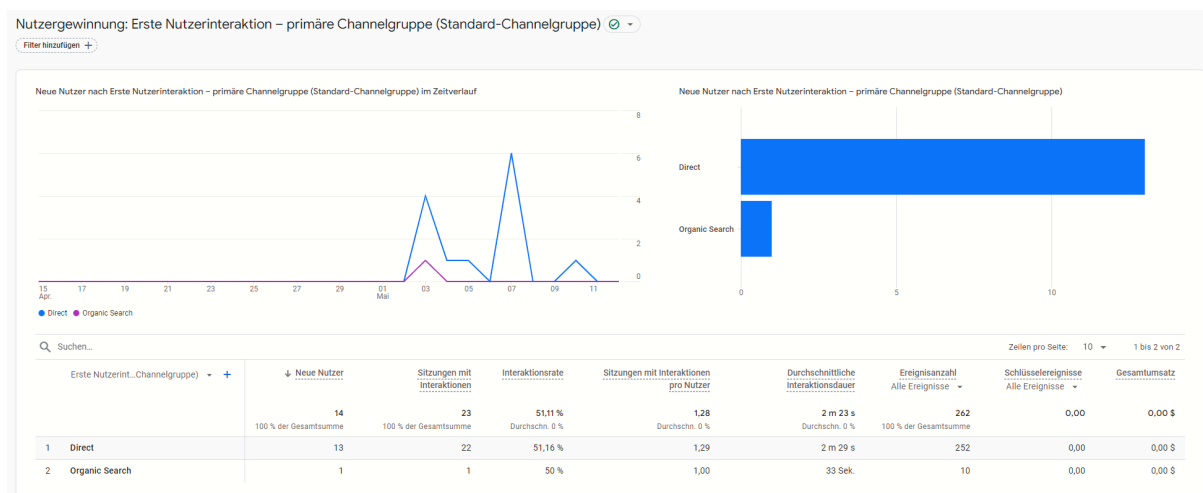 Nutzergewinnung: Erste Nutzerinteraktion – primäre Channelgruppe (Standard-Channelgruppe)
Filter hinzufügen +
Neue Nutzer nach Erste Nutzerinteraktion – primäre Channelgruppe (Standard-Channelgruppe) im Zeitverlauf
8
6
4
2
0
15 Apr.
17
19
21
23
25
27
29
01 Mai
03
05
07
09
11
Direct
Organic Search
Neue Nutzer nach Erste Nutzerinteraktion – primäre Channelgruppe (Standard-Channelgruppe)
Direct
Organic Search
0
5
10
Suchen…
Zeilen pro Seite: 10 1 bis 2 von 2
Erste Nutzerint…Channelgruppe) + ↓ Neue Nutzer Sitzungen mit Interaktionen Interaktionsrate Sitzungen mit Interaktionen pro Nutzer Durchschnittliche Interaktionsdauer Ereignisanzahl Alle Ereignisse Schlüsselereignisse Alle Ereignisse Gesamtumsatz
14 23 51,11 % 1,28 2 m 23 s 262 0,00 0,00 $
100 % der Gesamtsumme 100 % der Gesamtsumme Durchschn. 0 % Durchschn. 0 % Durchschn. 0 % 100 % der Gesamtsumme
1 Direct 13 22 51,16 % 1,29 2 m 29 s 252 0,00 0,00 $
2 Organic Search 1 1 50 % 1,00 33 Sek. 10 0,00 0,00 $